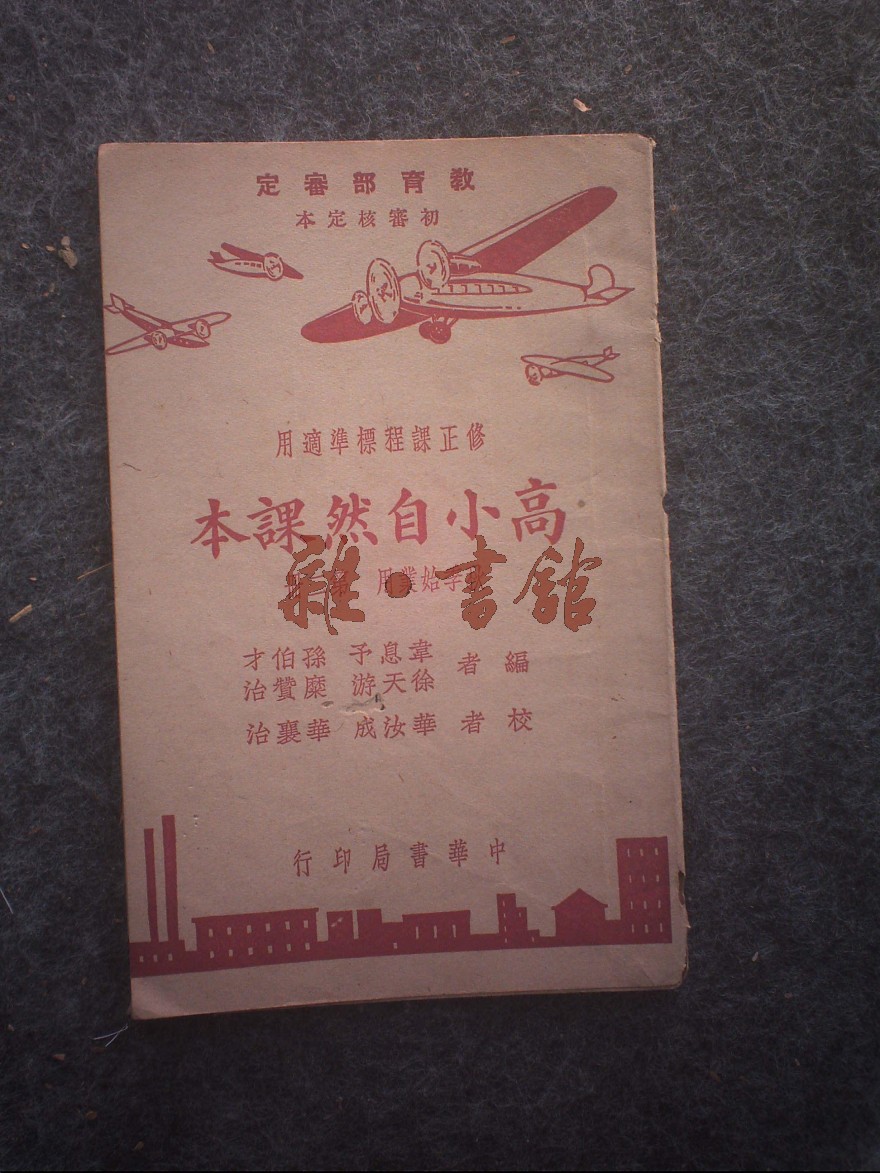 教育部審定
初審核定本
修正課程標準適用
高小自然課本
季始業用
雜·書館
編者 韋息予 孫伯才
徐天游 糜贊治
校者 華汝成 華襄治
中華書局印行